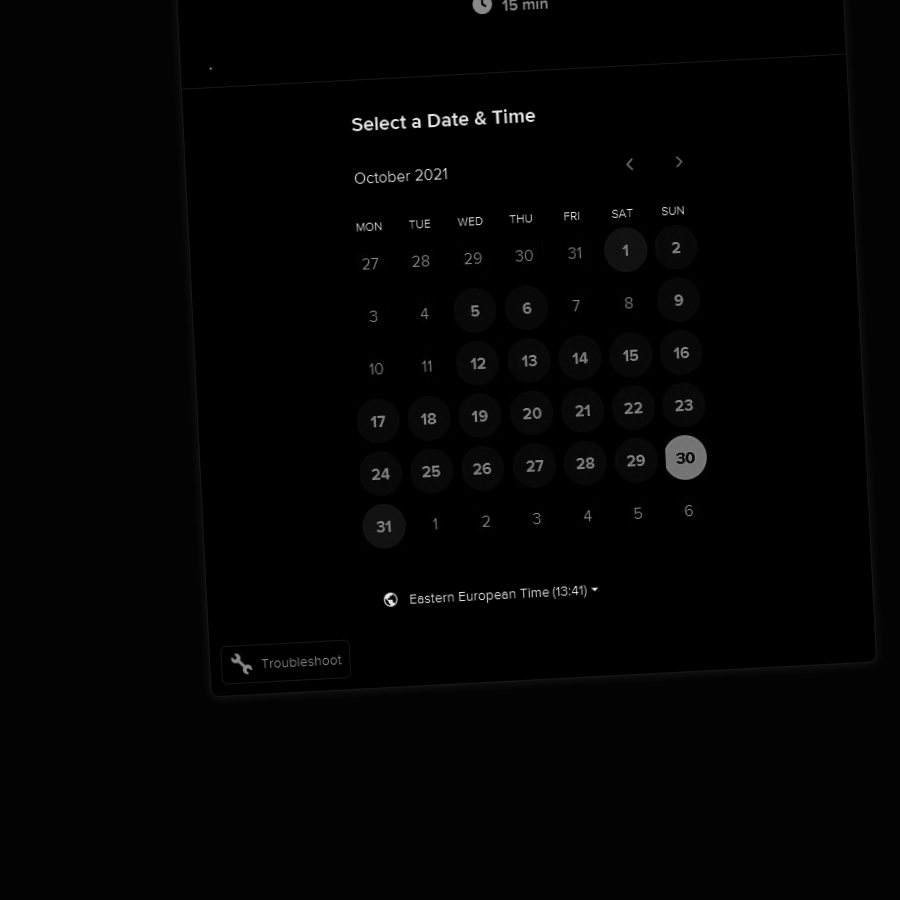 15 min
.
Select a Date & Time
October 2021
MON TUE WED THU FRI SAT SUN
27 28 29 30 31 1 2
3 4 5 6 7 8 9
10 11 12 13 14 15 16
17 18 19 20 21 22 23
24 25 26 27 28 29 30
31 1 2 3 4 5 6
Eastern European Time (13:41)
Troubleshoot